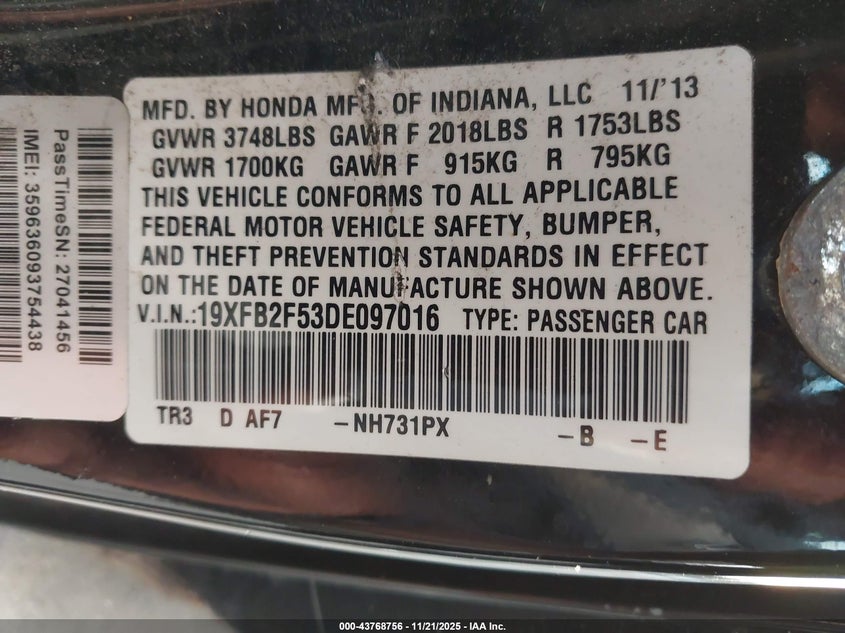 PassTimeSN: 27041456
IMEI: 359636093754438
MFD. BY HONDA MFG. OF INDIANA, LLC 11/'13
GVWR 3748LBS GAWR F 2018LBS R 1753LBS
GVWR 1700KG GAWR F 915KG R 795KG
THIS VEHICLE CONFORMS TO ALL APPLICABLE
FEDERAL MOTOR VEHICLE SAFETY, BUMPER,
AND THEFT PREVENTION STANDARDS IN EFFECT
ON THE DATE OF MANUFACTURE SHOWN ABOVE.
V.I.N.:19XFB2F53DE097016 TYPE: PASSENGER CAR
TR3 D AF7 -NH731PX -B -E
000-43768756 - 11/21/2025 - IAA Inc.